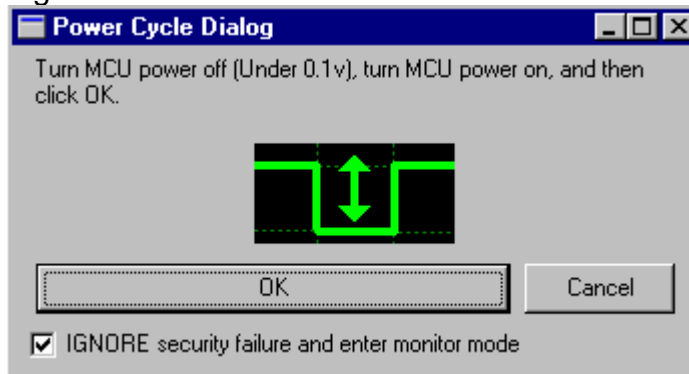 Power Cycle Dialog
Turn MCU power off (Under 0.1v), turn MCU power on, and then
click OK.
OK
Cancel
IGNORE security failure and enter monitor mode